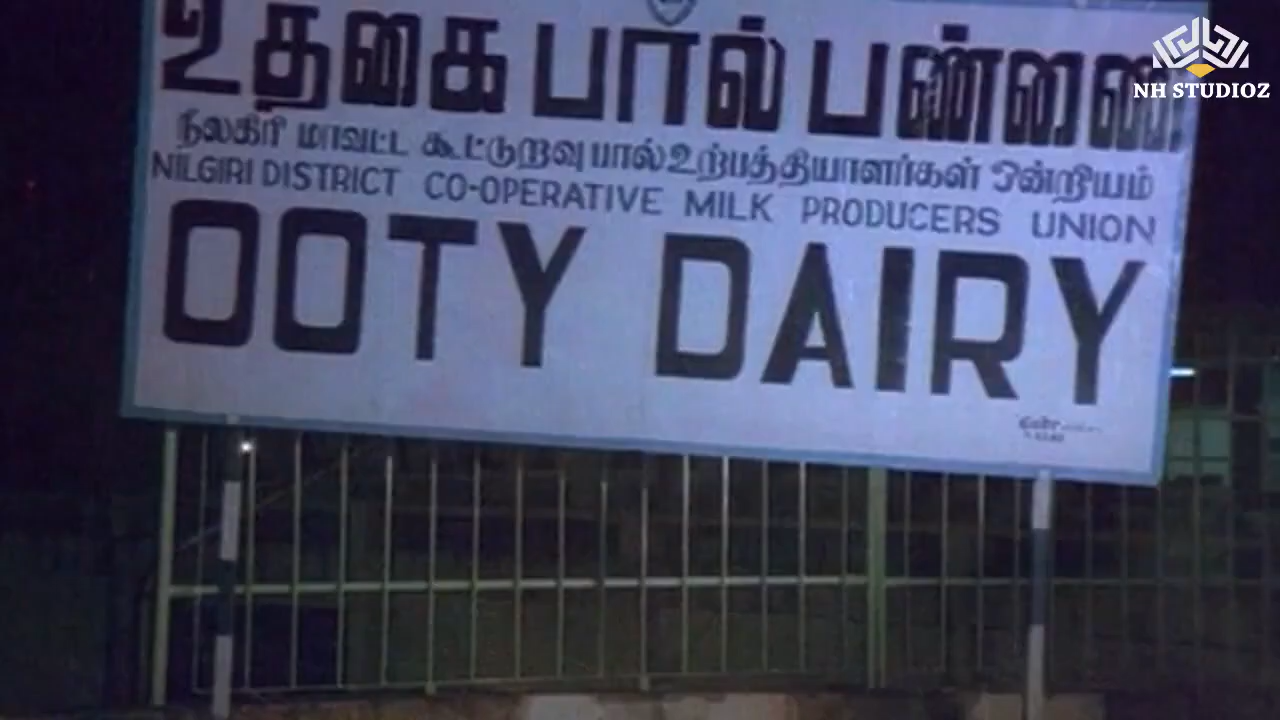 உதகை பால் பண்ணை
நீலகிரி மாவட்ட கூட்டுறவு பால் உற்பத்தியாளர்கள் ஒன்றியம்
NILGIRI DISTRICT CO-OPERATIVE MILK PRODUCERS UNION
OOTY DAIRY
NH STUDIOZ